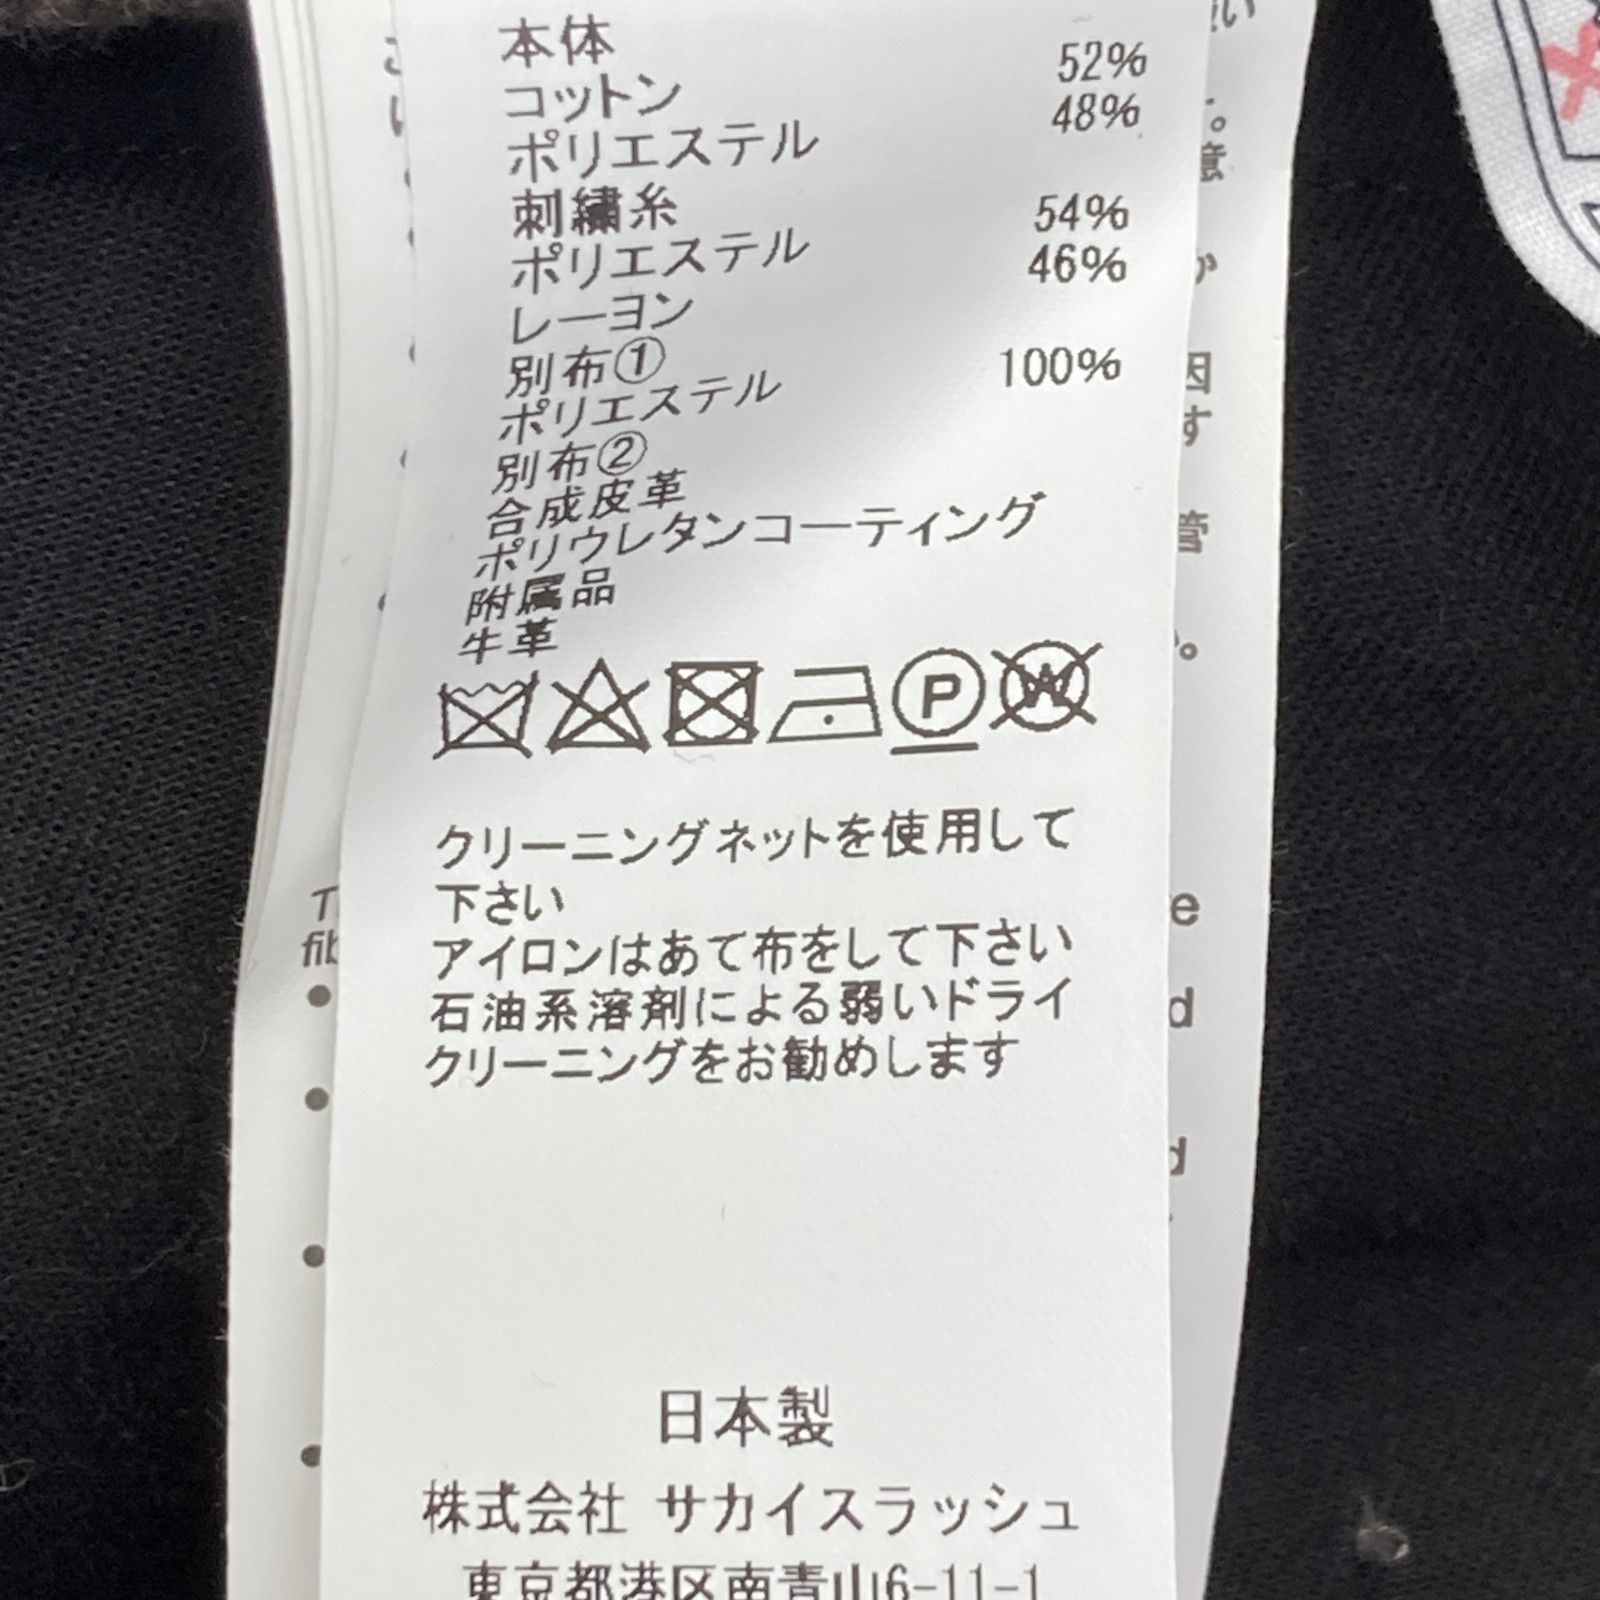 本体
コットン 52%
ポリエステル 48%
刺繍糸
ポリエステル 54%
レーヨン 46%
別布①
ポリエステル 100%
別布②
合成皮革
ポリウレタンコーティング
附属品
牛革
P
W
クリーニングネットを使用して
下さい
アイロンはあて布をして下さい
石油系溶剤による弱いドライ
クリーニングをお勧めします
日本製
株式会社 サカイスラッシュ
東京都港区南青山6-11-1